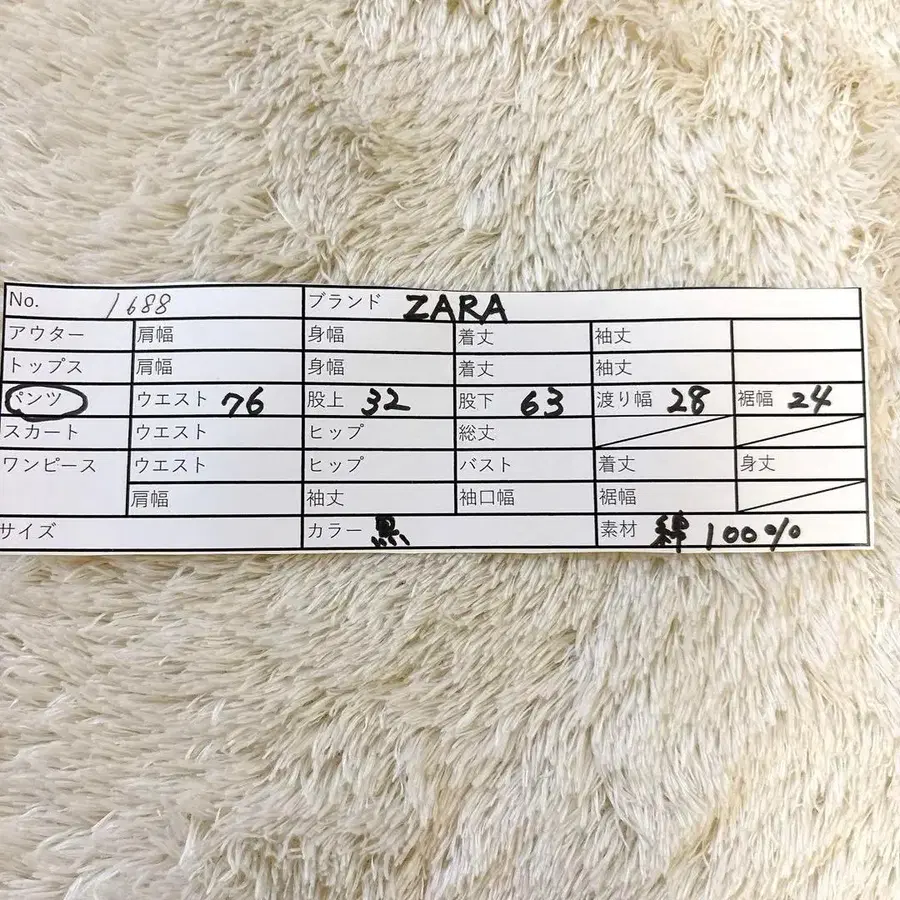 No. 1688 ブランド ZARA
アウター 肩幅 身幅 着丈 袖丈
トップス 肩幅 身幅 着丈 袖丈
パンツ ウエスト 76 股上 32 股下 63 渡り幅 28 裾幅 24
スカート ウエスト ヒップ 総丈
ワンピース ウエスト ヒップ バスト 着丈 身丈
肩幅 袖丈 袖口幅 裾幅
サイズ カラー 黒 素材 綿 100%